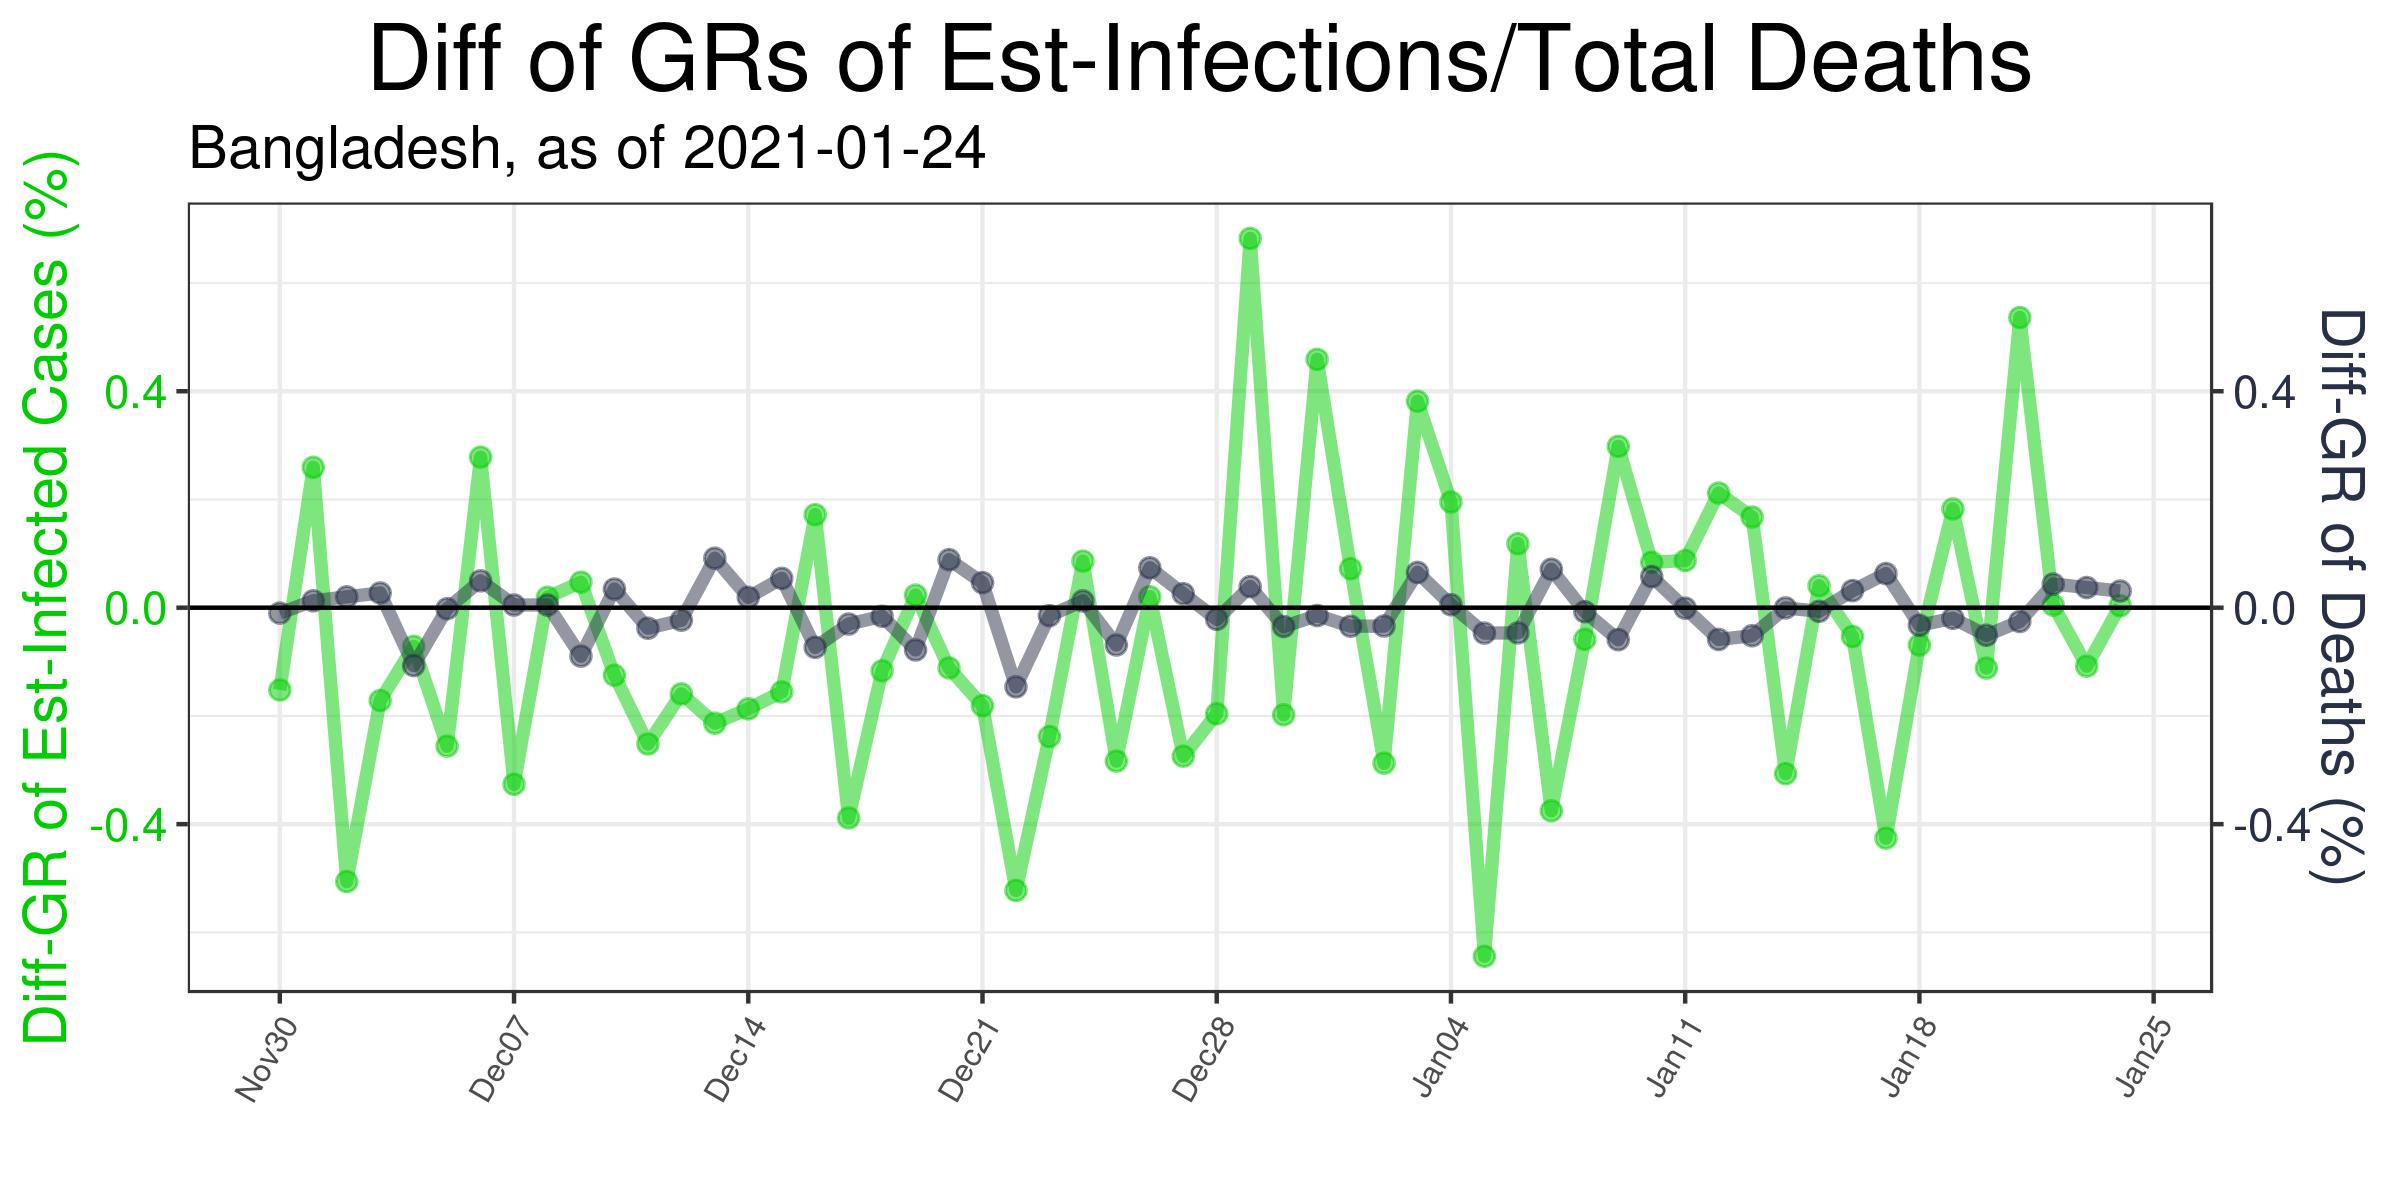 Diff of GRs of Est-Infections/Total Deaths
Bangladesh, as of 2021-01-24
Diff-GR of Est-Infected Cases (%)
0.4
0.0
-0.4
0.4
0.0
-0.4
Diff-GR of Deaths (%)
Nov30 Dec07 Dec14 Dec21 Dec28 Jan04 Jan11 Jan18 Jan25